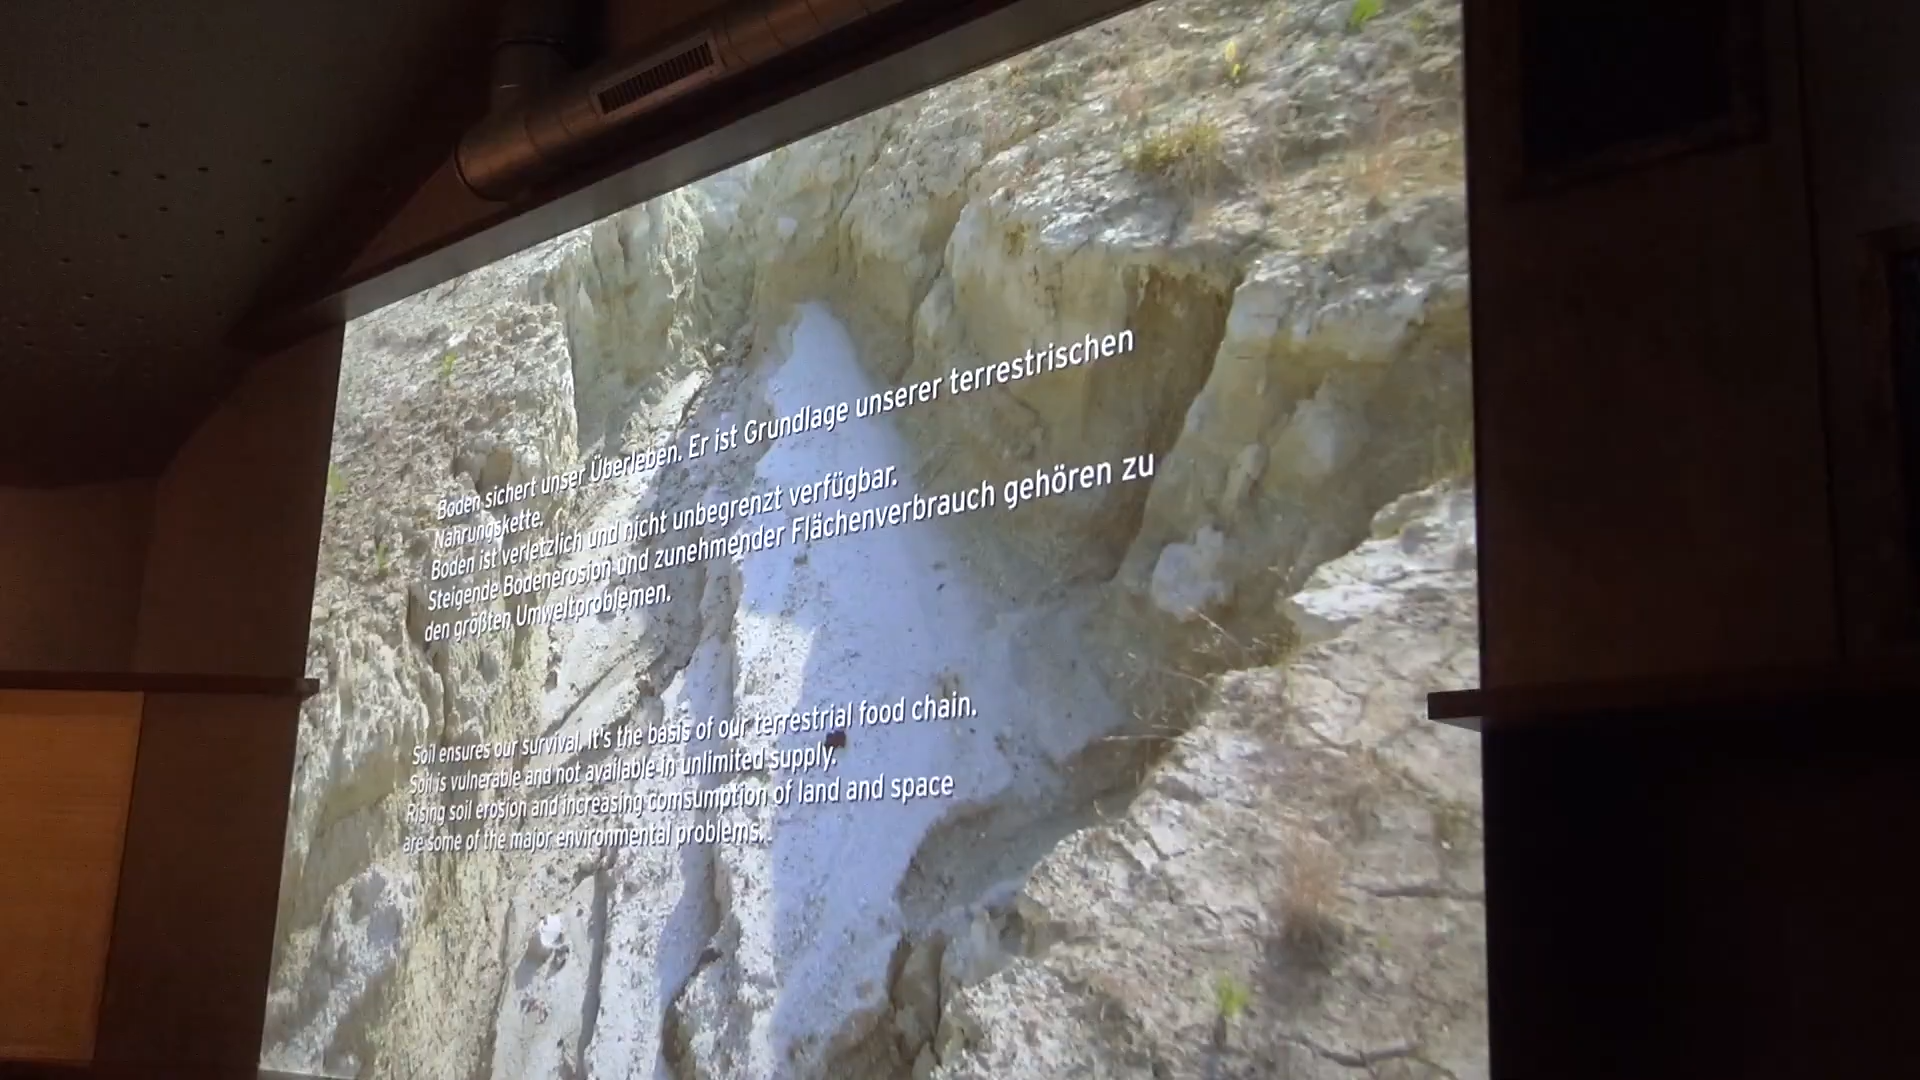 Boden sichert unser Überleben. Er ist Grundlage unserer terrestrischen
Nahrungskette.
Boden ist verletzlich und nicht unbegrenzt verfügbar.
Steigende Bodenerosion und zunehmender Flächenverbrauch gehören zu
den größten Umweltproblemen.
Soil ensures our survival. It's the basis of our terrestrial food chain.
Soil is vulnerable and not available in unlimited supply.
Rising soil erosion and increasing comsumption of land and space
are some of the major environmental problems.